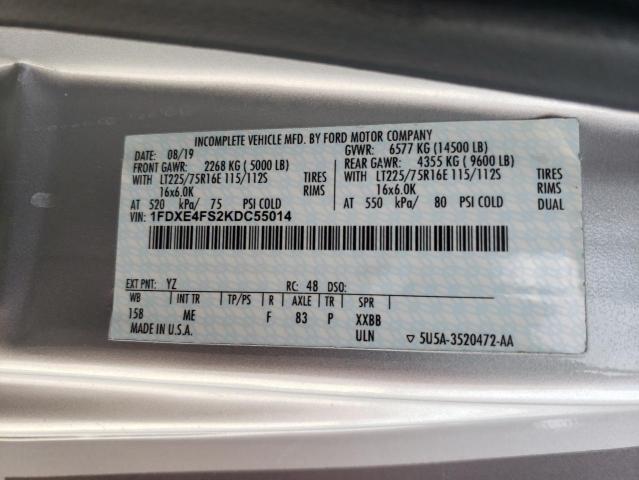 INCOMPLETE VEHICLE MFD. BY FORD MOTOR COMPANY
DATE: 08/19 GVWR: 6577 KG (14500 LB)
FRONT GAWR: 2268 KG (5000 LB) REAR GAWR: 4355 KG (9600 LB)
WITH LT225/75R16E 115/112S TIRES WITH LT225/75R16E 115/112S TIRES
16x6.0K RIMS 16x6.0K RIMS
AT 520 kPa/ 75 PSI COLD AT 550 kPa/ 80 PSI COLD DUAL
VIN: 1FDXE4FS2KDC55014
EXT PNT: YZ RC: 48 DSO:
WB INT TR TP/PS R AXLE TR SPR
158 ME F 83 P XXBB
MADE IN U.S.A. ULN ▽ 5U5A-3520472-AA